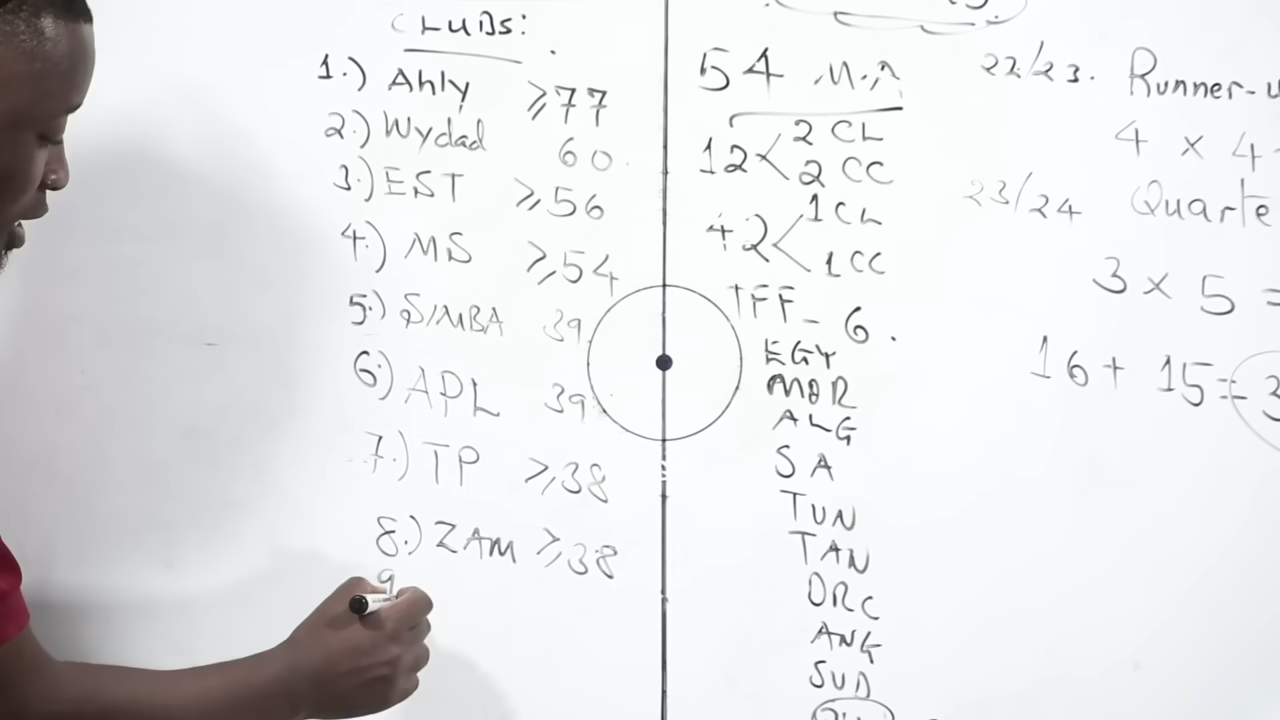 CLUBS:
1.) Ahly ≥77
2.) Wydad 60
3.) EST ≥56
4.) MS ≥54
5.) SIMBA 39
6.) APL 39
7.) TP ≥38
8.) ZAM ≥38
9
54 M.A
12< 2 CL
2 CC
42< 1 CL
1 CC
TFF - 6.
EGY
MOR
ALG
SA
TUN
TAN
DRC
ANG
SUD
22/23. Runner-u
4 × 4
23/24 Quarte
3 × 5 =
16 + 15 = 3